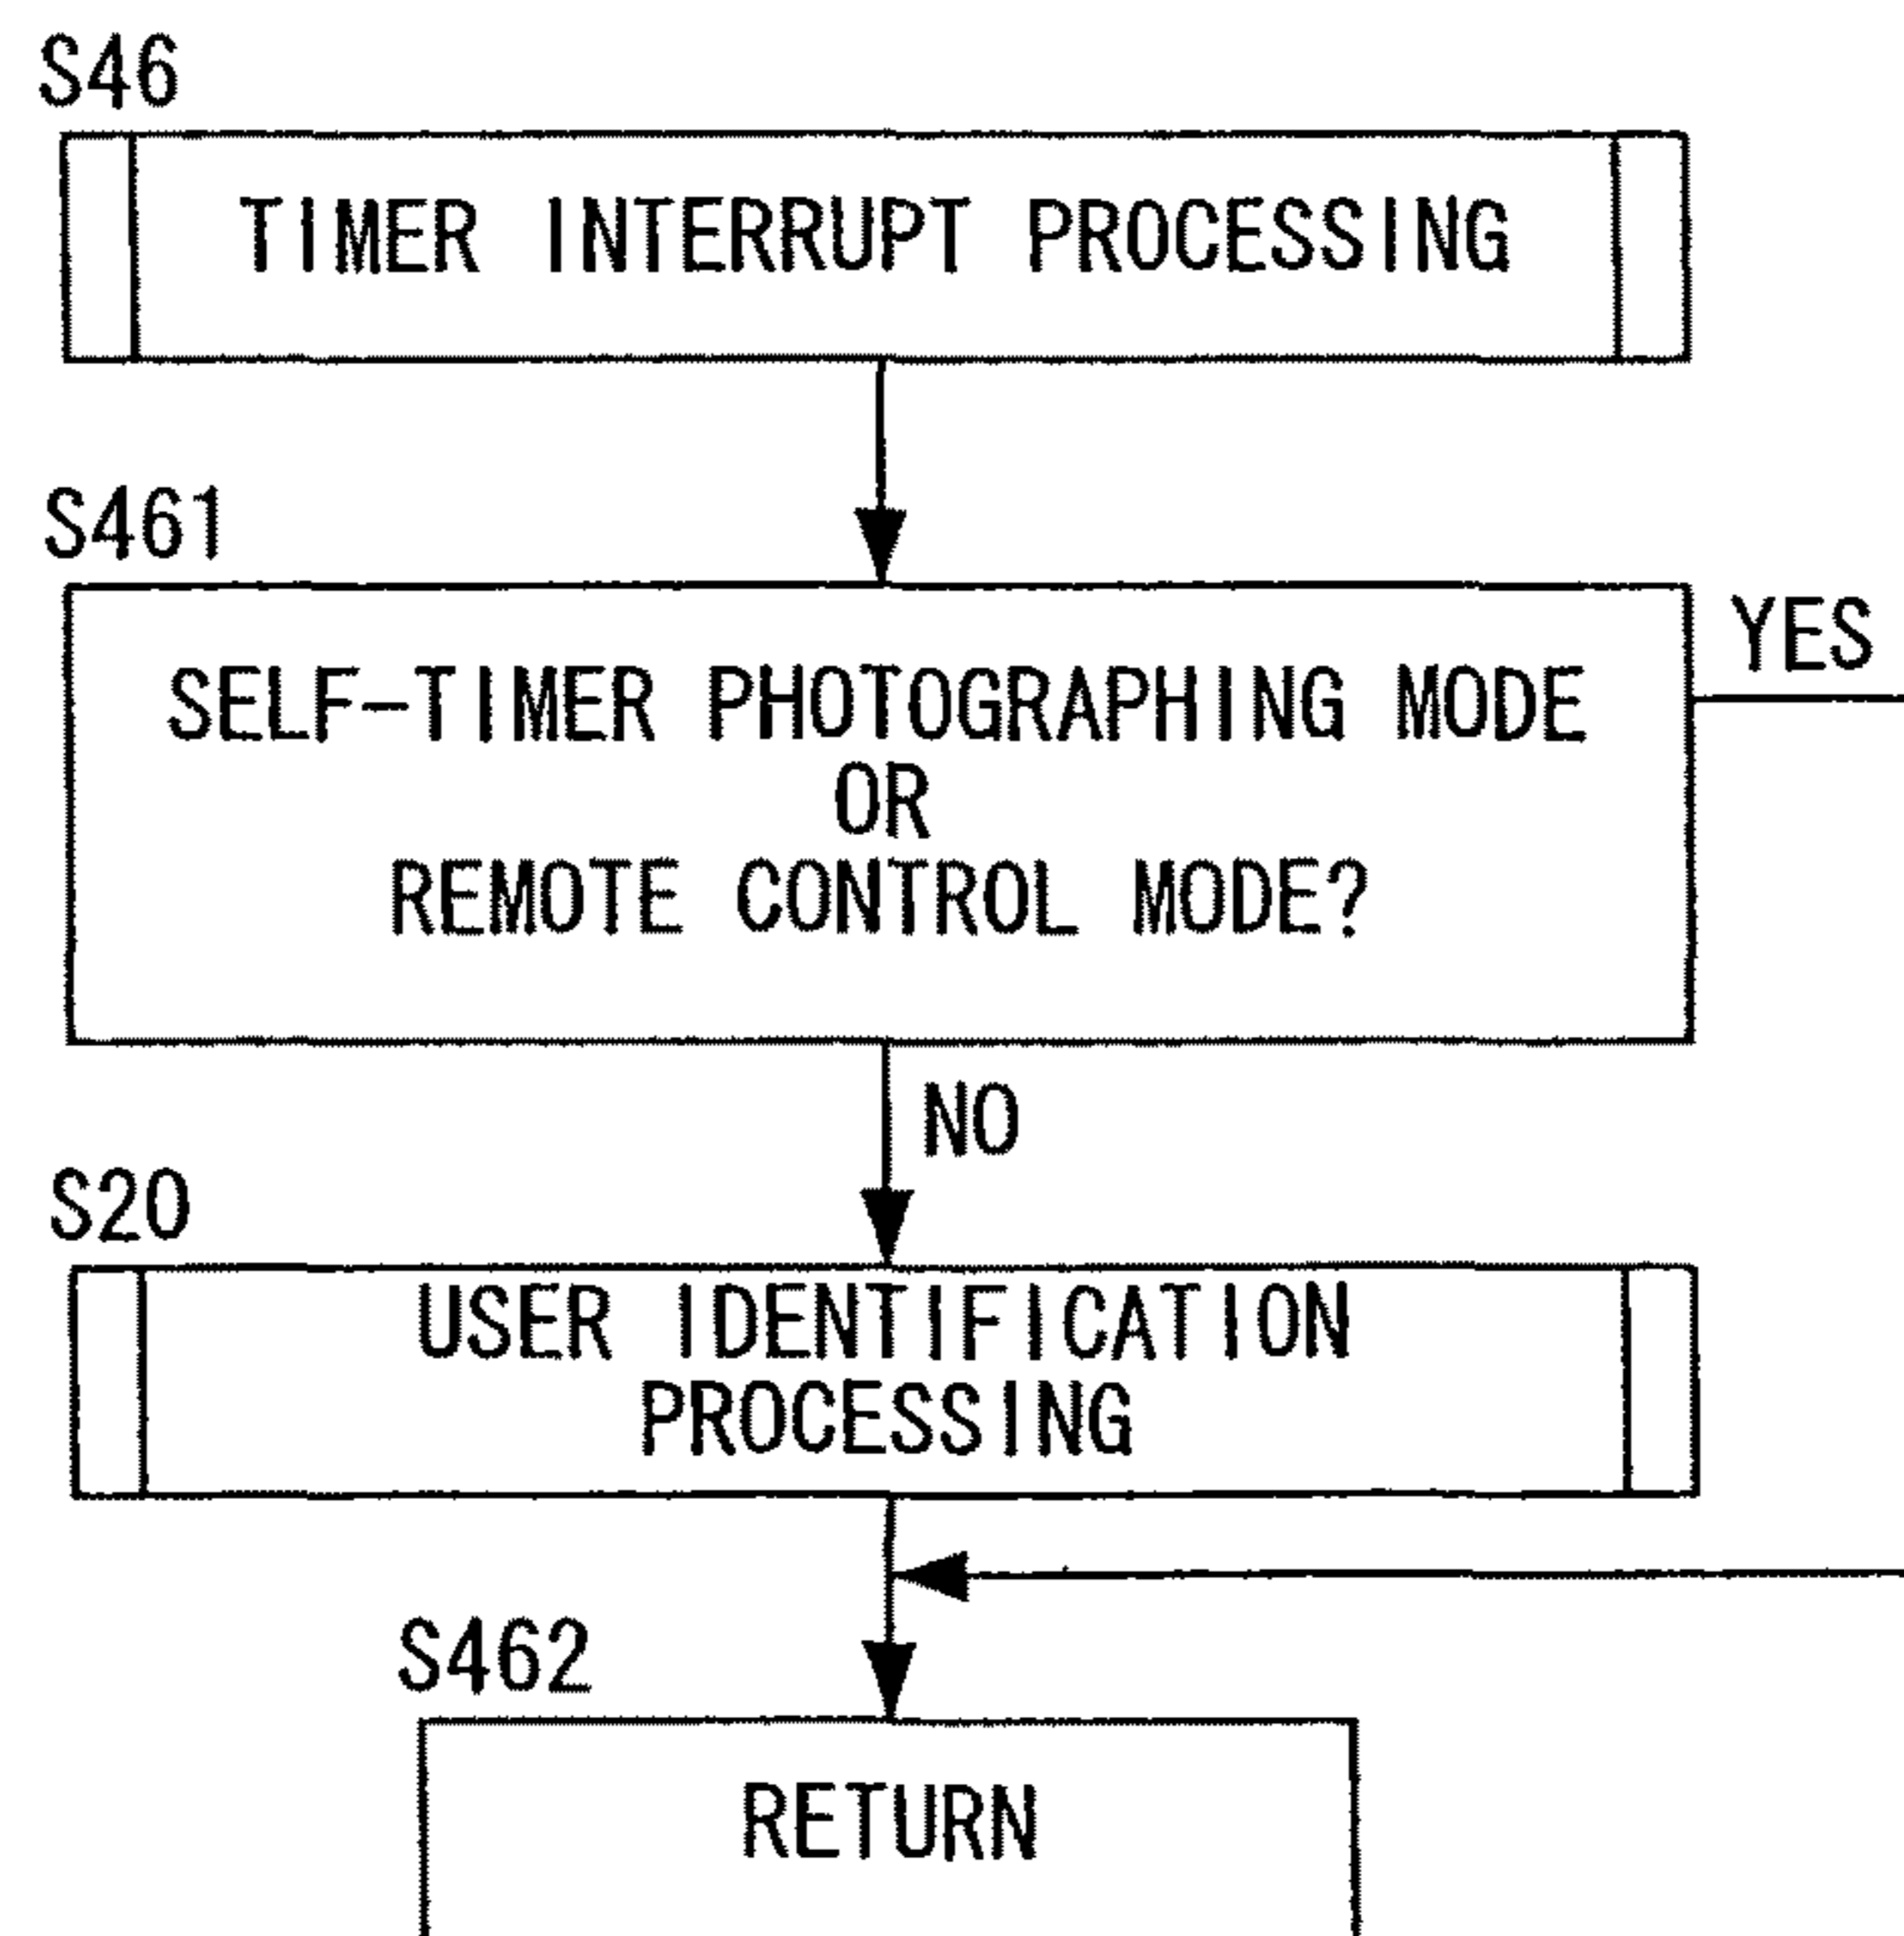 S46
TIMER INTERRUPT PROCESSING
S461
SELF-TIMER PHOTOGRAPHING MODE
OR
REMOTE CONTROL MODE?
YES
NO
S20
USER IDENTIFICATION
PROCESSING
S462
RETURN